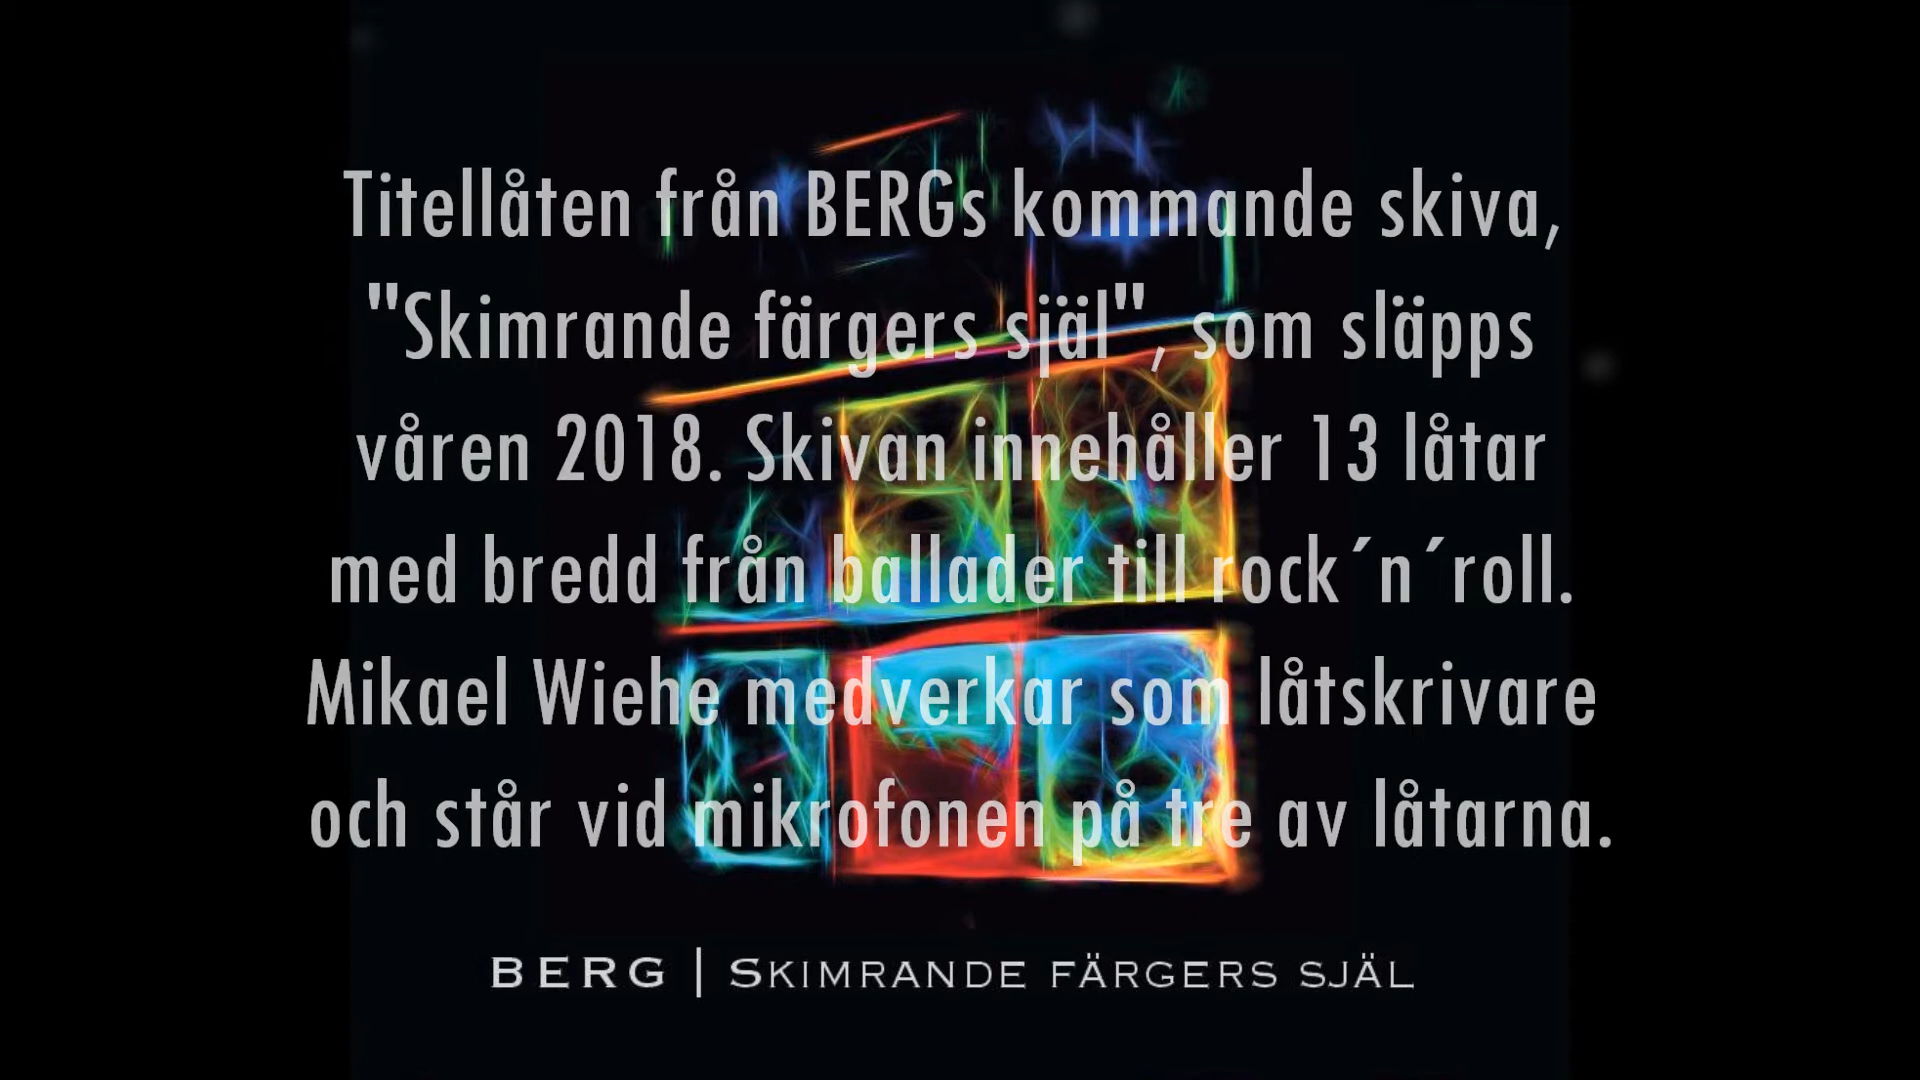 Titellåten från BERGs kommande skiva,
"Skimrande färgers själ", som släpps
våren 2018. Skivan innehåller 13 låtar
med bredd från ballader till rock´n´roll.
Mikael Wiehe medverkar som låtskrivare
och står vid mikrofonen på tre av låtarna.
BERG | SKIMRANDE FÄRGERS SJÄL